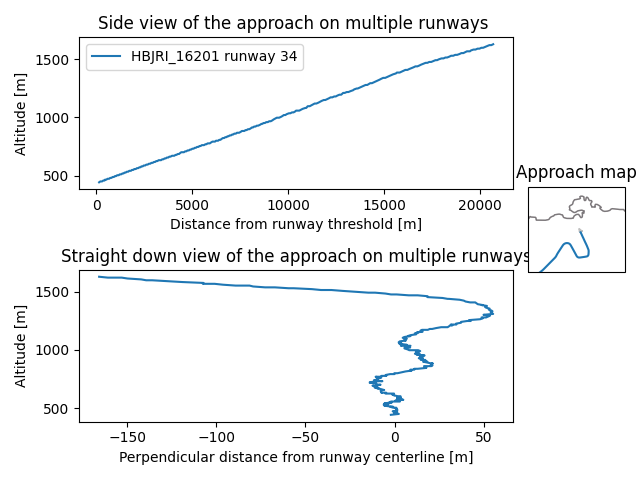 Side view of the approach on multiple runways
HBJRI_16201 runway 34
Altitude [m]
1500
1000
500
0
5000
10000
15000
20000
Distance from runway threshold [m]
Approach map
Straight down view of the approach on multiple runways
Altitude [m]
1500
1000
500
−150
−100
−50
0
50
Perpendicular distance from runway centerline [m]